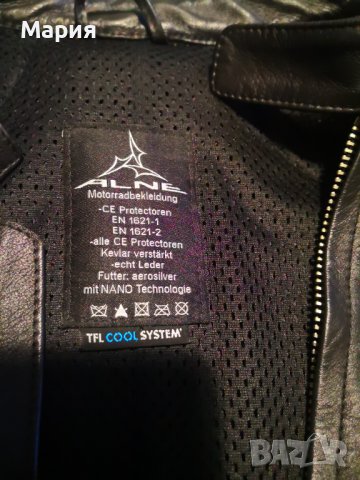 Мария
ALNE
Motorradbekleidung
-CE Protectoren
EN 1621-1
EN 1621-2
-alle CE Protectoren
Kevlar verstärkt
-echt Leder
Futter: aerosilver
mit NANO Technologie
TFL COOL SYSTEM
BAZAR